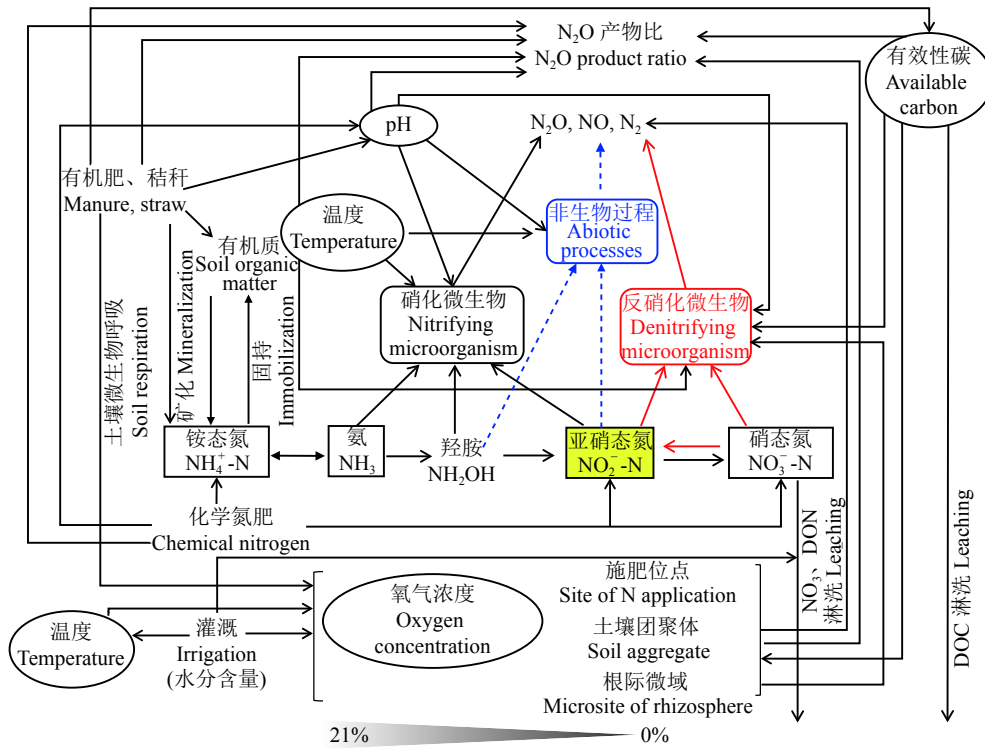 N₂O 产物比
N₂O product ratio
有效性碳
Available
carbon
pH
N₂O, NO, N₂
有机肥、秸秆
Manure, straw
温度
Temperature
非生物过程
Abiotic
processes
有机质
Soil organic
matter
硝化微生物
Nitrifying
microorganism
反硝化微生物
Denitrifying
microorganism
土壤微生物呼吸
Soil respiration
矿化 Mineralization
固持
Immobilization
铵态氮
NH₄⁺-N
氨
NH₃
羟胺
NH₂OH
亚硝态氮
NO₂⁻-N
硝态氮
NO₃⁻-N
化学氮肥
Chemical nitrogen
NO₃⁻、DON
淋洗 Leaching
DOC 淋洗 Leaching
温度
Temperature
灌溉
Irrigation
(水分含量)
氧气浓度
Oxygen
concentration
施肥位点
Site of N application
土壤团聚体
Soil aggregate
根际微域
Microsite of rhizosphere
21%
0%